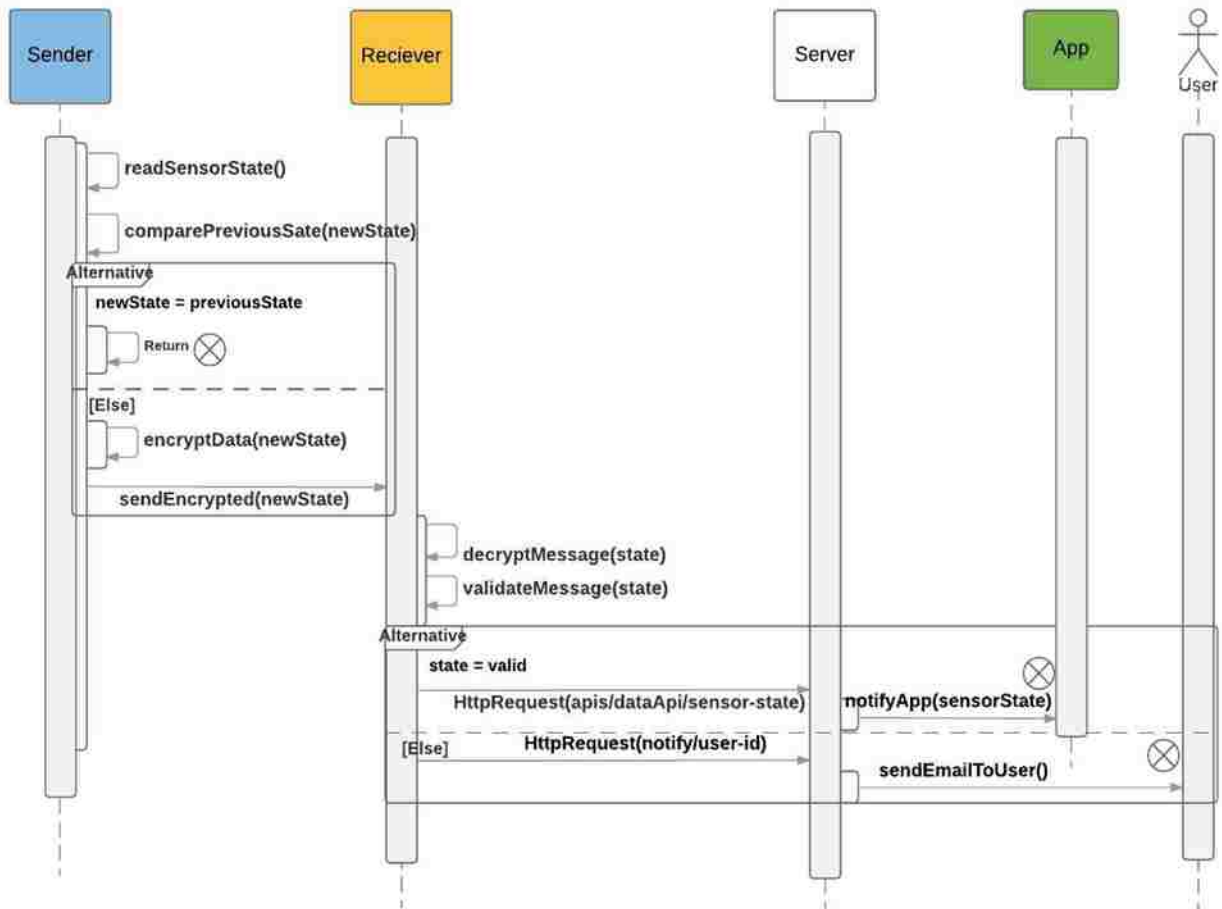 Sender
Reciever
Server
App
User
readSensorState()
comparePreviousSate(newState)
Alternative
newState = previousState
Return
[Else]
encryptData(newState)
sendEncrypted(newState)
decryptMessage(state)
validateMessage(state)
Alternative
state = valid
HttpRequest(apis/dataApi/sensor-state)
notifyApp(sensorState)
[Else]
HttpRequest(notify/user-id)
sendEmailToUser()